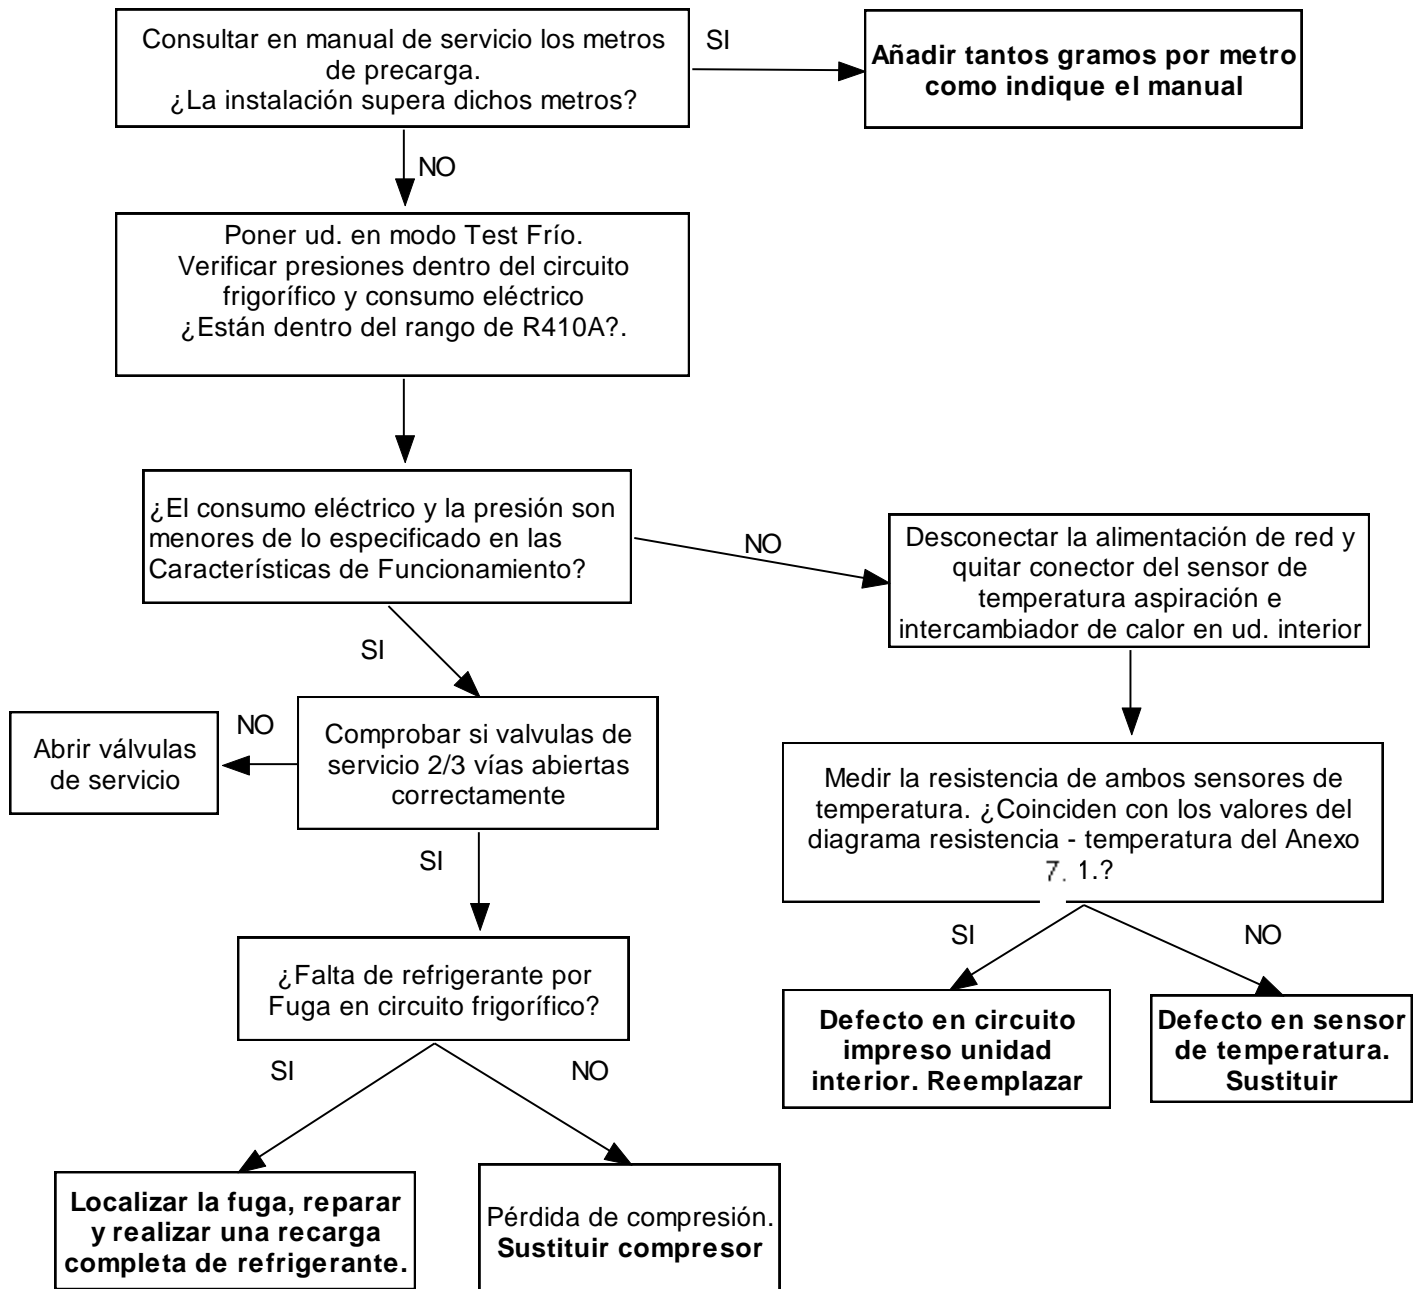 Consultar en manual de servicio los metros
de precarga.
¿La instalación supera dichos metros?
SI
Añadir tantos gramos por metro
como indique el manual
NO
Poner ud. en modo Test Frío.
Verificar presiones dentro del circuito
frigorífico y consumo eléctrico
¿Están dentro del rango de R410A?.
¿El consumo eléctrico y la presión son
menores de lo especificado en las
Características de Funcionamiento?
NO
Desconectar la alimentación de red y
quitar conector del sensor de
temperatura aspiración e
intercambiador de calor en ud. interior
SI
Comprobar si valvulas de
servicio 2/3 vías abiertas
correctamente
NO
Abrir válvulas
de servicio
Medir la resistencia de ambos sensores de
temperatura. ¿Coinciden con los valores del
diagrama resistencia - temperatura del Anexo
7. 1.?
SI
¿Falta de refrigerante por
Fuga en circuito frigorífico?
SI
NO
Defecto en circuito
impreso unidad
interior. Reemplazar
Defecto en sensor
de temperatura.
Sustituir
SI
NO
Localizar la fuga, reparar
y realizar una recarga
completa de refrigerante.
Pérdida de compresión.
Sustituir compresor